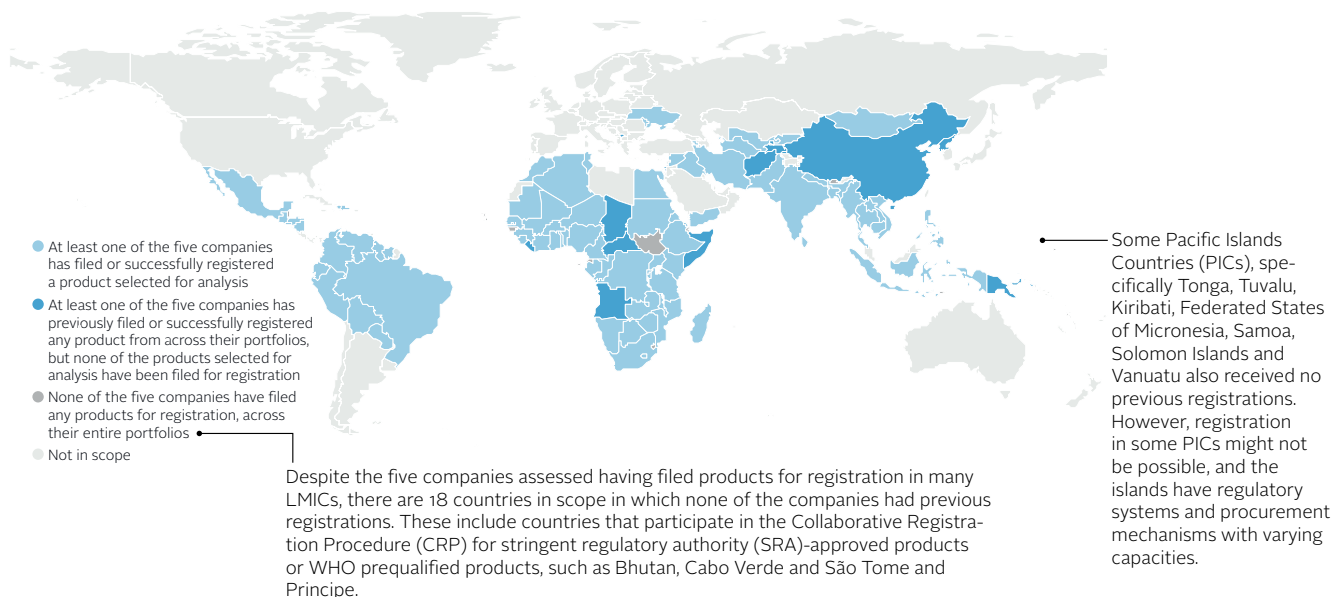 At least one of the five companies
has filed or successfully registered
a product selected for analysis
At least one of the five companies has
previously filed or successfully registered
any product from across their portfolios,
but none of the products selected for
analysis have been filed for registration
None of the five companies have filed
any products for registration, across
their entire portfolios
Not in scope
Despite the five companies assessed having filed products for registration in many
LMICs, there are 18 countries in scope in which none of the companies had previous
registrations. These include countries that participate in the Collaborative Registra-
tion Procedure (CRP) for stringent regulatory authority (SRA)-approved products
or WHO prequalified products, such as Bhutan, Cabo Verde and São Tome and
Principe.
Some Pacific Islands
Countries (PICs), spe-
cifically Tonga, Tuvalu,
Kiribati, Federated States
of Micronesia, Samoa,
Solomon Islands and
Vanuatu also received no
previous registrations.
However, registration
in some PICs might not
be possible, and the
islands have regulatory
systems and procurement
mechanisms with varying
capacities.